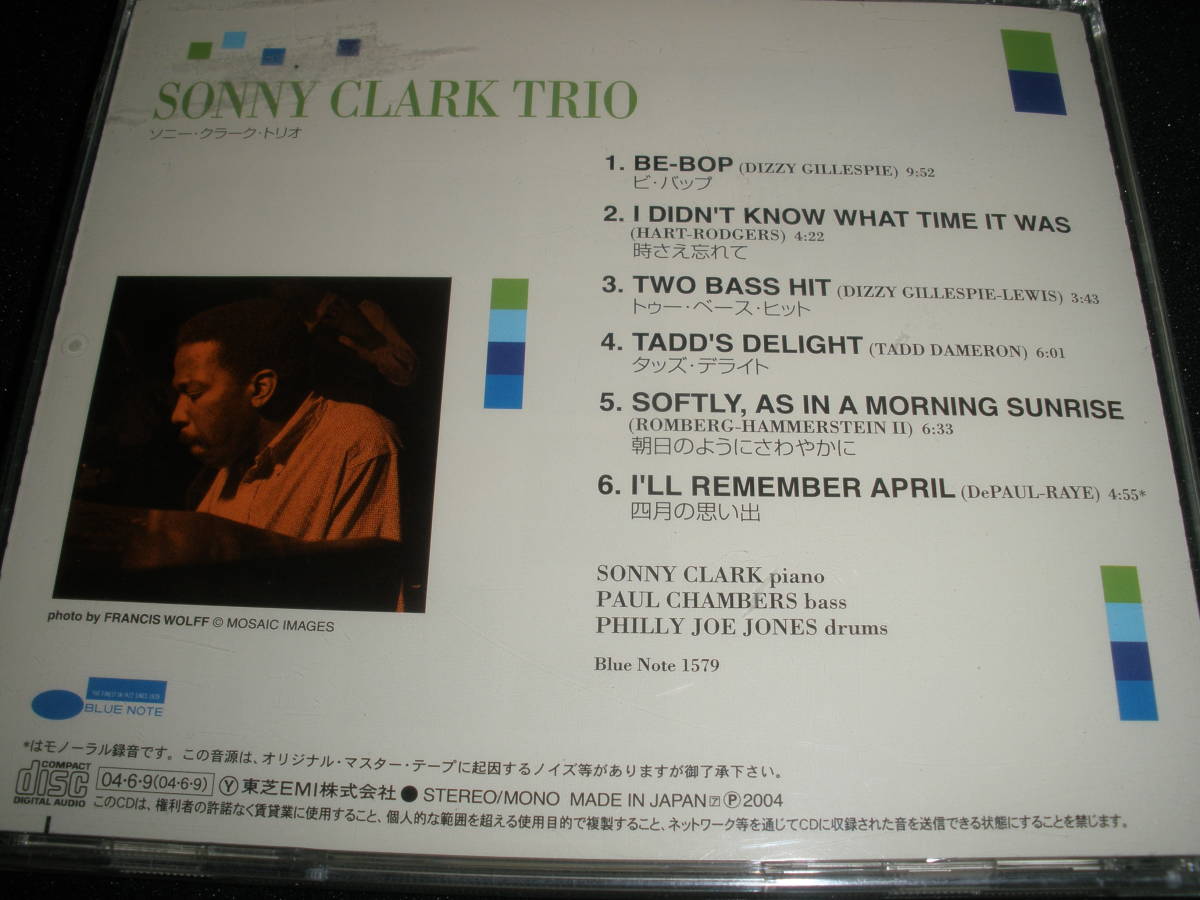 SONNY CLARK TRIO
ソニー・クラーク・トリオ
1. BE-BOP (DIZZY GILLESPIE) 9:52
ビ・バップ
2. I DIDN'T KNOW WHAT TIME IT WAS
(HART-RODGERS) 4:22
時さえ忘れて
3. TWO BASS HIT (DIZZY GILLESPIE-LEWIS) 3:43
トゥー・ベース・ヒット
4. TADD'S DELIGHT (TADD DAMERON) 6:01
タッズ・デライト
5. SOFTLY, AS IN A MORNING SUNRISE
(ROMBERG-HAMMERSTEIN II) 6:33
朝日のようにさわやかに
6. I'LL REMEMBER APRIL (DePAUL-RAYE) 4:55*
四月の思い出
SONNY CLARK piano
PAUL CHAMBERS bass
PHILLY JOE JONES drums
Blue Note 1579
photo by FRANCIS WOLFF © MOSAIC IMAGES
THE FINEST IN JAZZ SINCE 1939
BLUE NOTE
*はモノーラル録音です。この音源は、オリジナル・マスター・テープに起因するノイズ等がありますが御了承下さい。
COMPACT
disc
DIGITAL AUDIO
04・6・9(04・6・9) Ⓨ東芝EMI株式会社 ● STEREO/MONO MADE IN JAPAN ℗2004
このCDは、権利者の許諾なく賃貸業に使用すること、個人的な範囲を超える使用目的で複製すること、ネットワーク等を通じてCDに収録された音を送信できる状態にすることを禁じます。